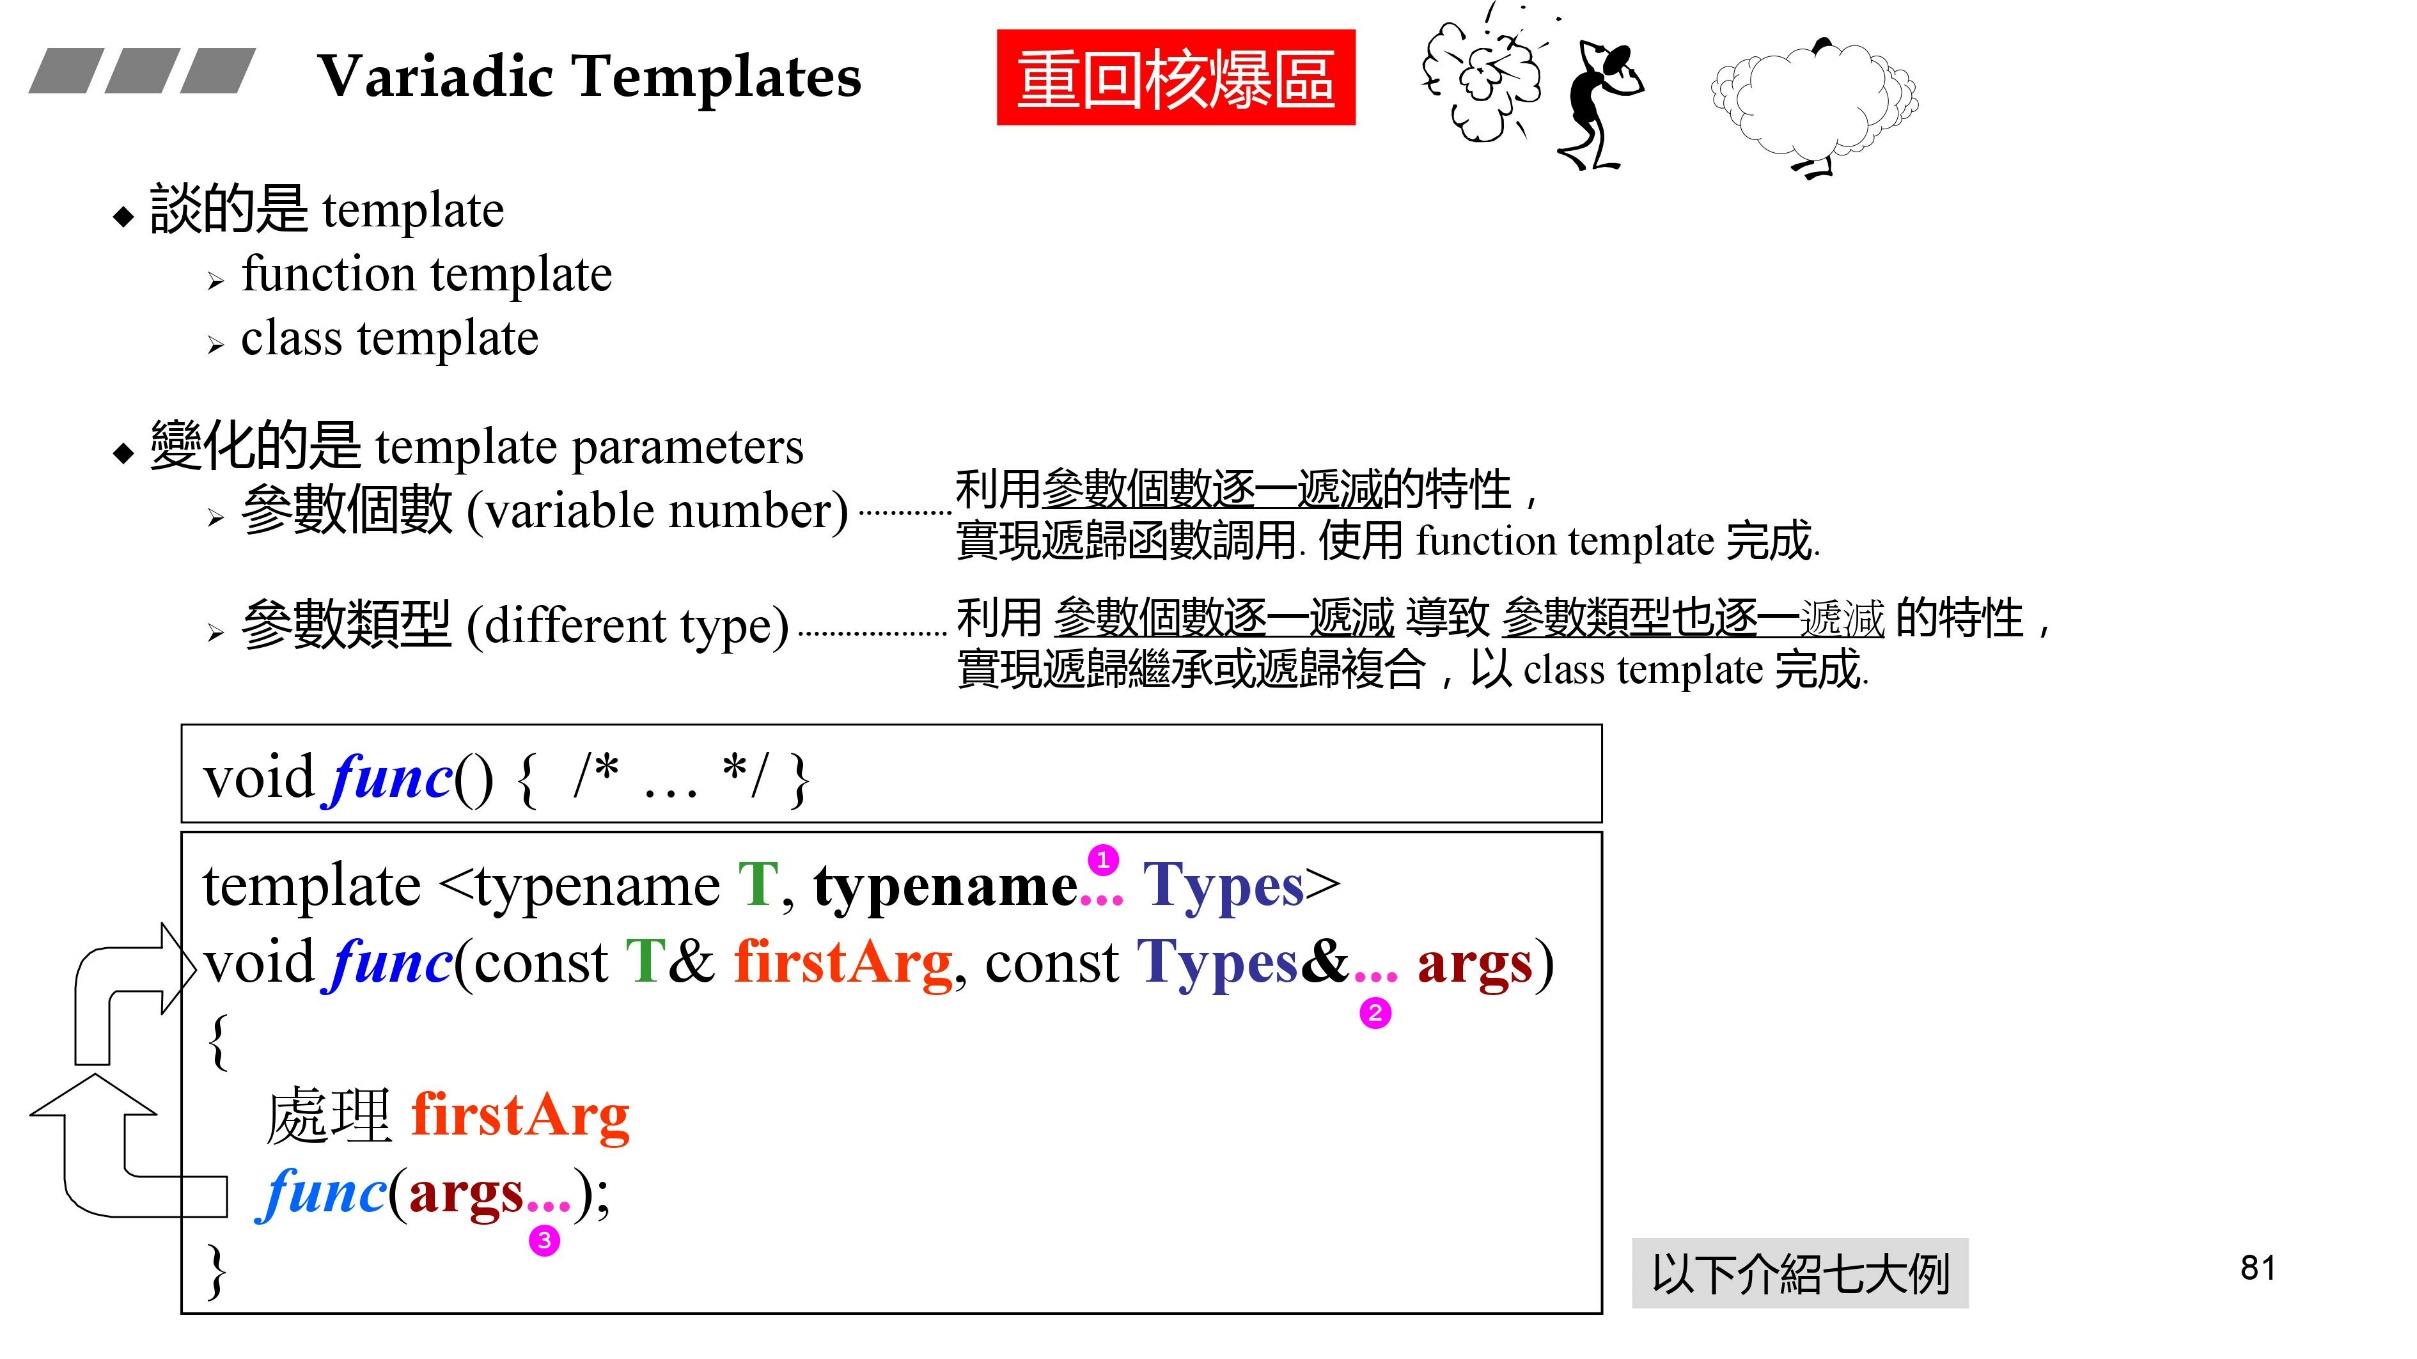 Variadic Templates
重回核爆區
◆ 談的是 template
➢ function template
➢ class template
◆ 變化的是 template parameters
➢ 參數個數 (variable number)
利用參數個數逐一遞減的特性，
實現遞歸函數調用. 使用 function template 完成.
➢ 參數類型 (different type)
利用 參數個數逐一遞減 導致 參數類型也逐一遞減 的特性，
實現遞歸繼承或遞歸複合，以 class template 完成.
void func() { /* … */ }
template <typename T, typename... Types>
❶
void func(const T& firstArg, const Types&... args)
❷
{
處理 firstArg
func(args...);
❸
}
以下介紹七大例
81